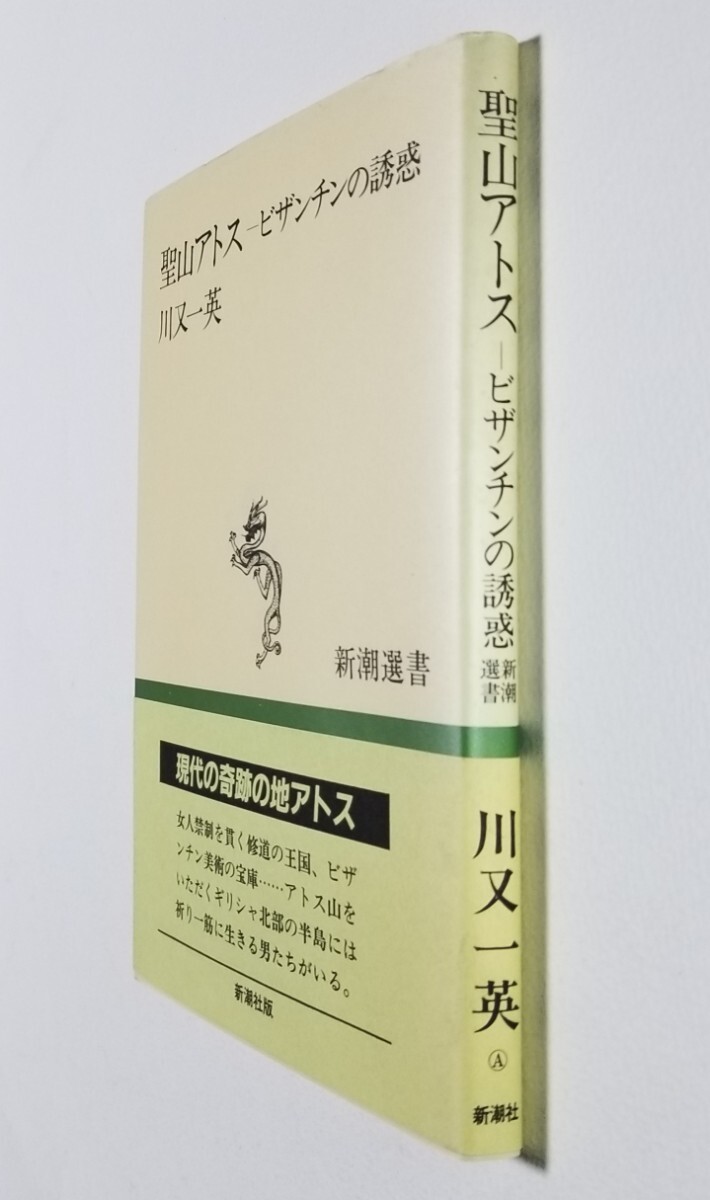 聖山アトス―ビザンチンの誘惑
川又一英
新潮選書
現代の奇跡の地アトス
女人禁制を貫く修道の王国、ビザ
ンチン美術の宝庫……アトス山を
いただくギリシャ北部の半島には
祈り一筋に生きる男たちがいる。
新潮社版
聖山アトス―ビザンチンの誘惑
新潮
選書
川又一英
Ⓐ
新潮社